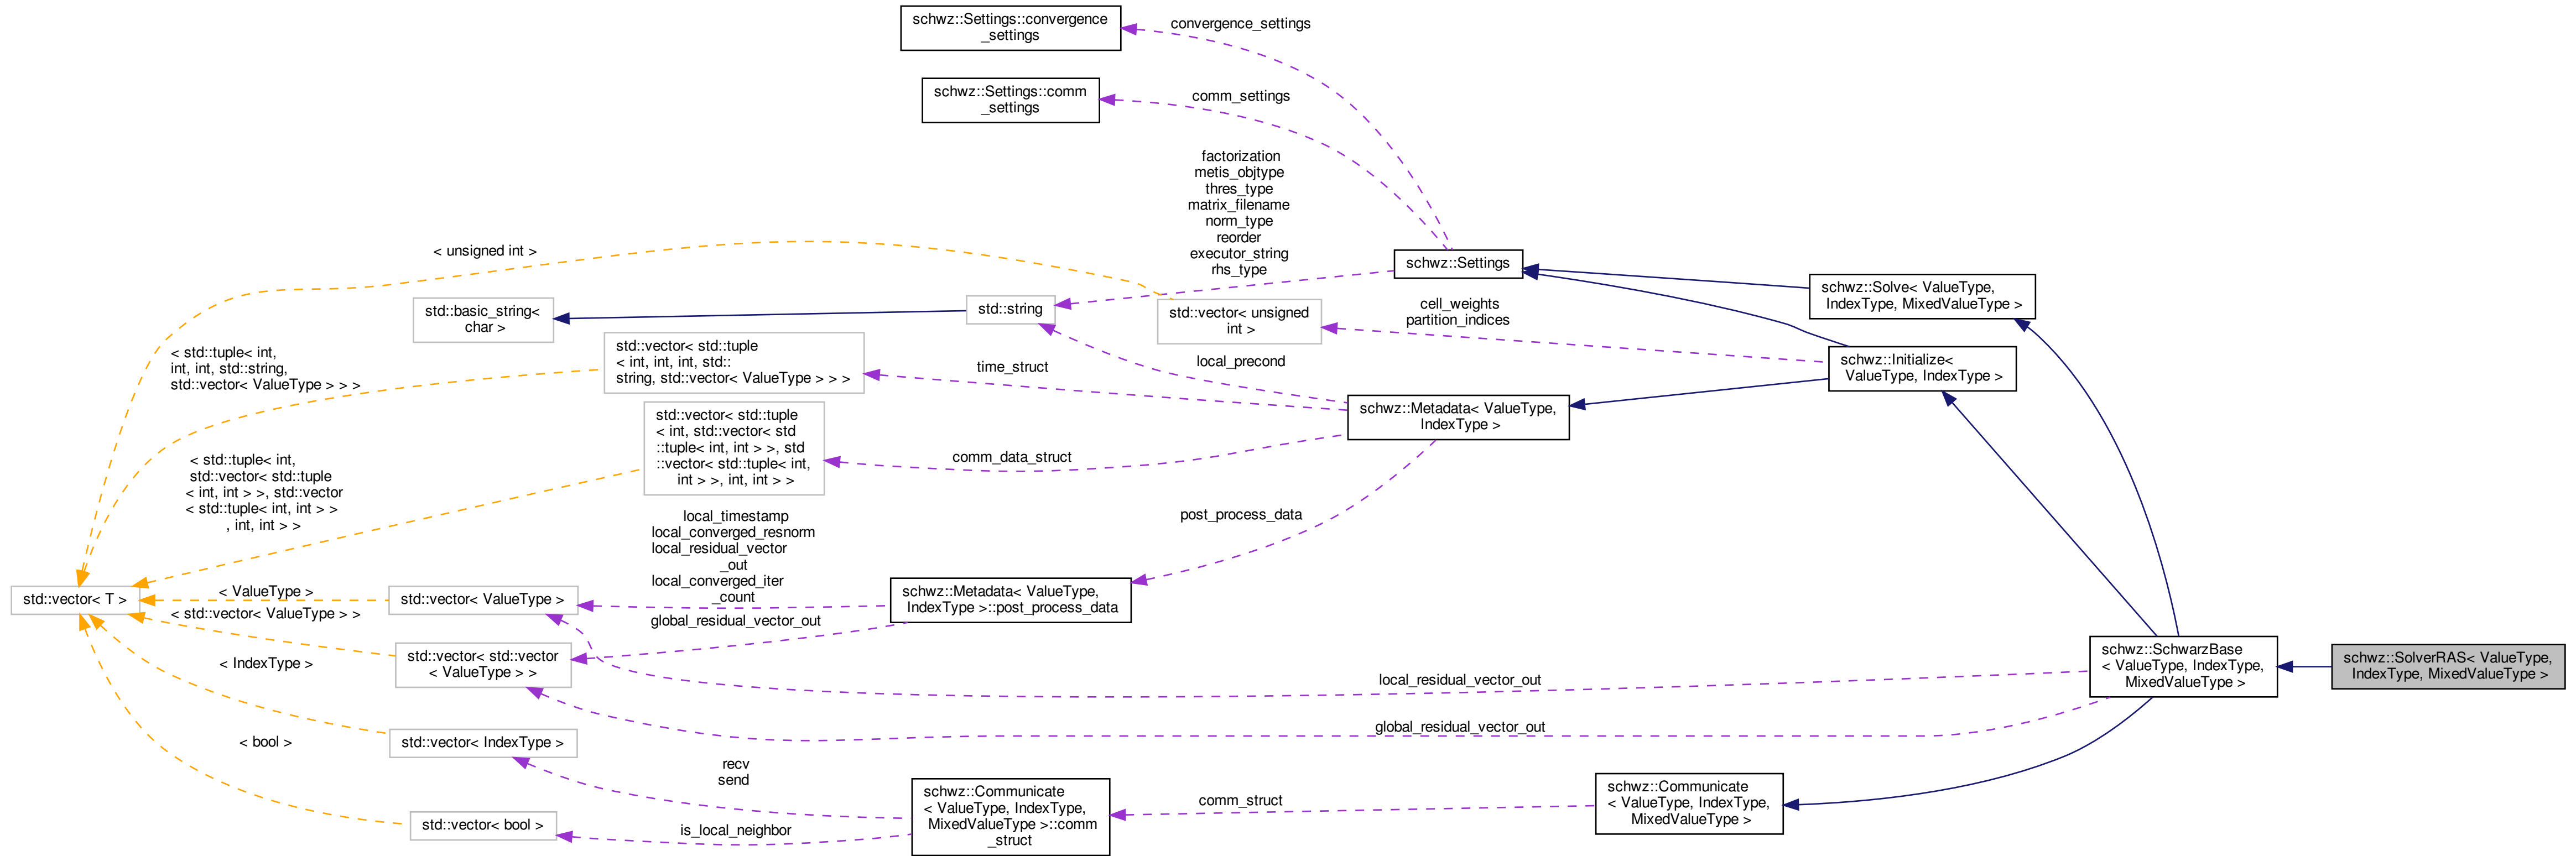 schwz::Settings::convergence
_settings
convergence_settings
schwz::Settings::comm
_settings
comm_settings
factorization
metis_objtype
thres_type
matrix_filename
norm_type
reorder
executor_string
rhs_type
< unsigned int >
schwz::Settings
schwz::Solve< ValueType,
IndexType, MixedValueType >
std::basic_string<
char >
std::string
std::vector< unsigned
int >
cell_weights
partition_indices
< std::tuple< int,
int, int, std::string,
std::vector< ValueType > > >
std::vector< std::tuple
< int, int, int, std::
string, std::vector< ValueType > > >
time_struct
local_precond
schwz::Initialize<
ValueType, IndexType >
schwz::Metadata< ValueType,
IndexType >
std::vector< std::tuple
< int, std::vector< std
::tuple< int, int > >, std
::vector< std::tuple< int,
int > >, int, int > >
comm_data_struct
< std::tuple< int,
std::vector< std::tuple
< int, int > >, std::vector
< std::tuple< int, int > >
, int, int > >
post_process_data
local_timestamp
local_converged_resnorm
local_residual_vector
_out
local_converged_iter
_count
std::vector< T >
< ValueType >
std::vector< ValueType >
schwz::Metadata< ValueType,
IndexType >::post_process_data
< std::vector< ValueType > >
global_residual_vector_out
std::vector< std::vector
< ValueType > >
< IndexType >
schwz::SchwarzBase
< ValueType, IndexType,
MixedValueType >
schwz::SolverRAS< ValueType,
IndexType, MixedValueType >
local_residual_vector_out
global_residual_vector_out
< bool >
std::vector< IndexType >
recv
send
schwz::Communicate
< ValueType, IndexType,
MixedValueType >::comm
_struct
comm_struct
schwz::Communicate
< ValueType, IndexType,
MixedValueType >
std::vector< bool >
is_local_neighbor